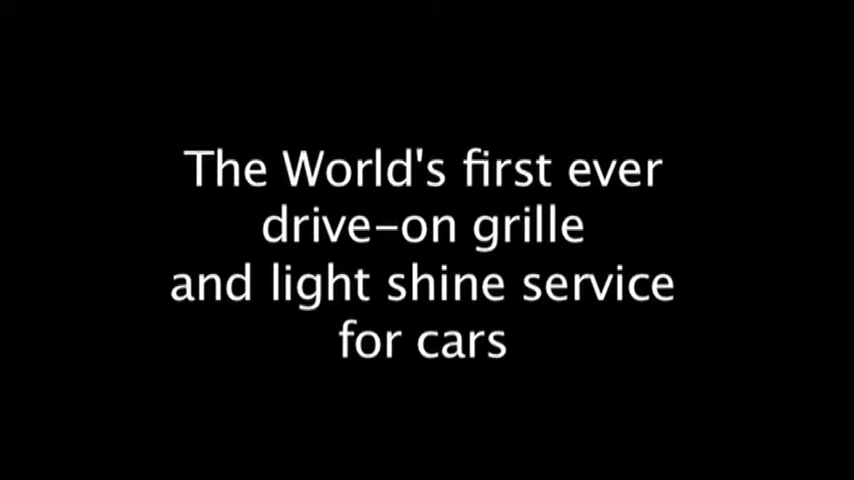 The World's first ever
drive-on grille
and light shine service
for cars